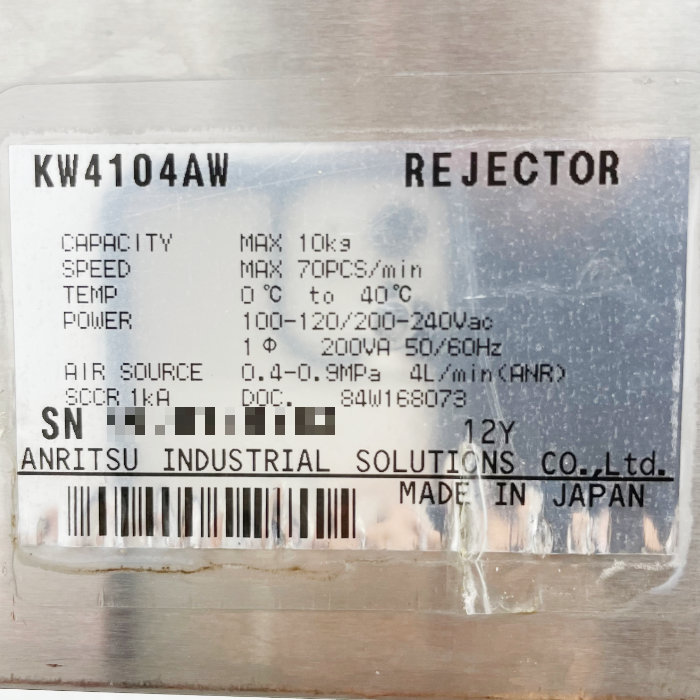 KW4104AW REJECTOR
CAPACITY MAX 10kg
SPEED MAX 70PCS/min
TEMP 0℃ to 40℃
POWER 100-120/200-240Vac
1Φ 200VA 50/60Hz
AIR SOURCE 0.4-0.9MPa 4L/min(ANR)
SCCR 1kA DOC. 84W168073
SN
12Y
ANRITSU INDUSTRIAL SOLUTIONS CO.,Ltd.
MADE IN JAPAN